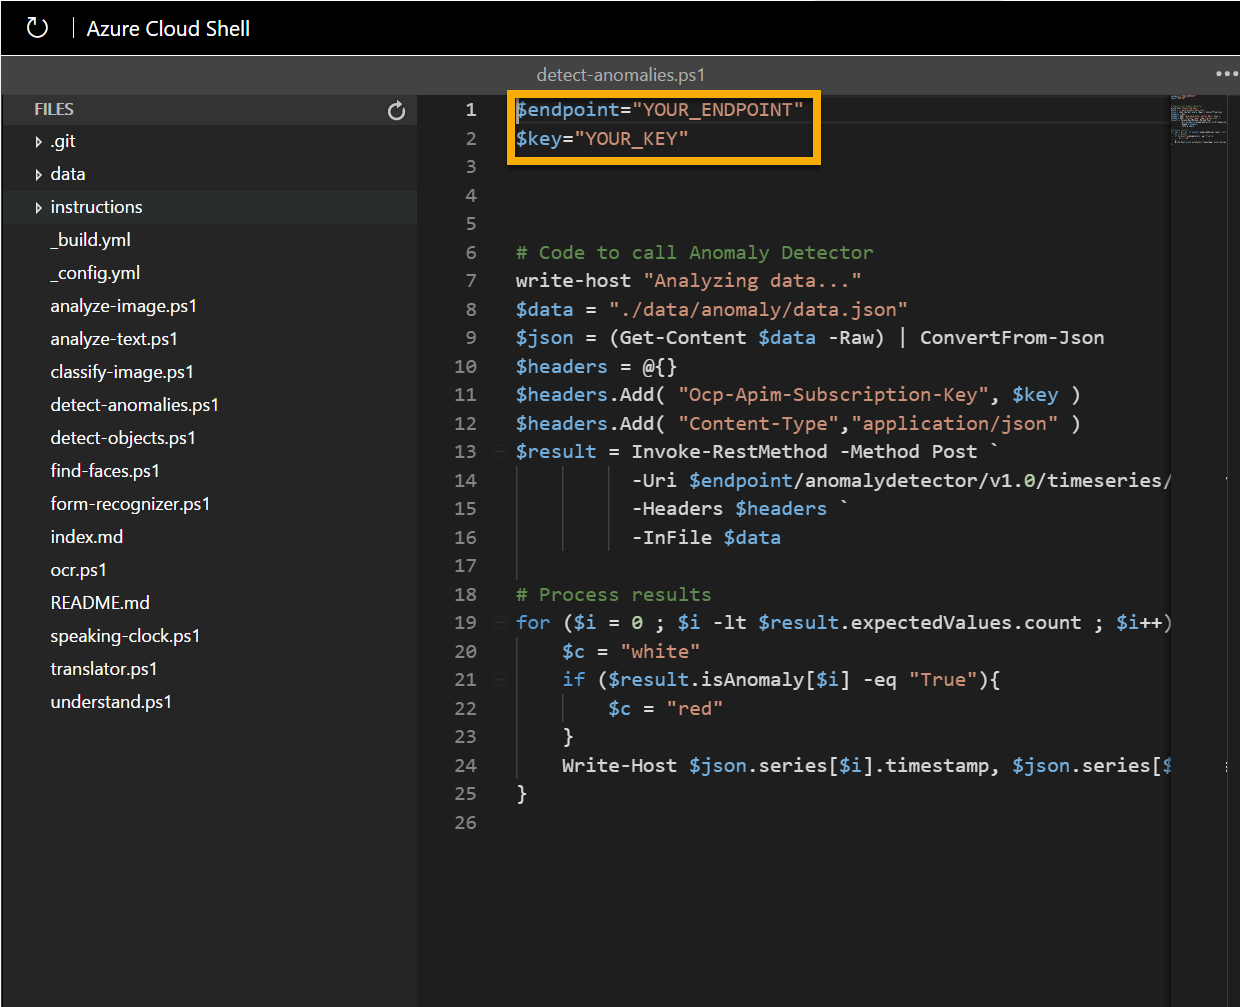 Azure Cloud Shell
detect-anomalies.ps1
FILES
.git
data
instructions
_build.yml
_config.yml
analyze-image.ps1
analyze-text.ps1
classify-image.ps1
detect-anomalies.ps1
detect-objects.ps1
find-faces.ps1
form-recognizer.ps1
index.md
ocr.ps1
README.md
speaking-clock.ps1
translator.ps1
understand.ps1
1 $endpoint="YOUR_ENDPOINT"
2 $key="YOUR_KEY"
3
4
5
6 # Code to call Anomaly Detector
7 write-host "Analyzing data..."
8 $data = "./data/anomaly/data.json"
9 $json = (Get-Content $data -Raw) | ConvertFrom-Json
10 $headers = @{}
11 $headers.Add( "Ocp-Apim-Subscription-Key", $key )
12 $headers.Add( "Content-Type","application/json" )
13 $result = Invoke-RestMethod -Method Post `
14 -Uri $endpoint/anomalydetector/v1.0/timeseries/
15 -Headers $headers `
16 -InFile $data
17
18 # Process results
19 for ($i = 0 ; $i -lt $result.expectedValues.count ; $i++)
20 $c = "white"
21 if ($result.isAnomaly[$i] -eq "True"){
22 $c = "red"
23 }
24 Write-Host $json.series[$i].timestamp, $json.series[$
25 }
26